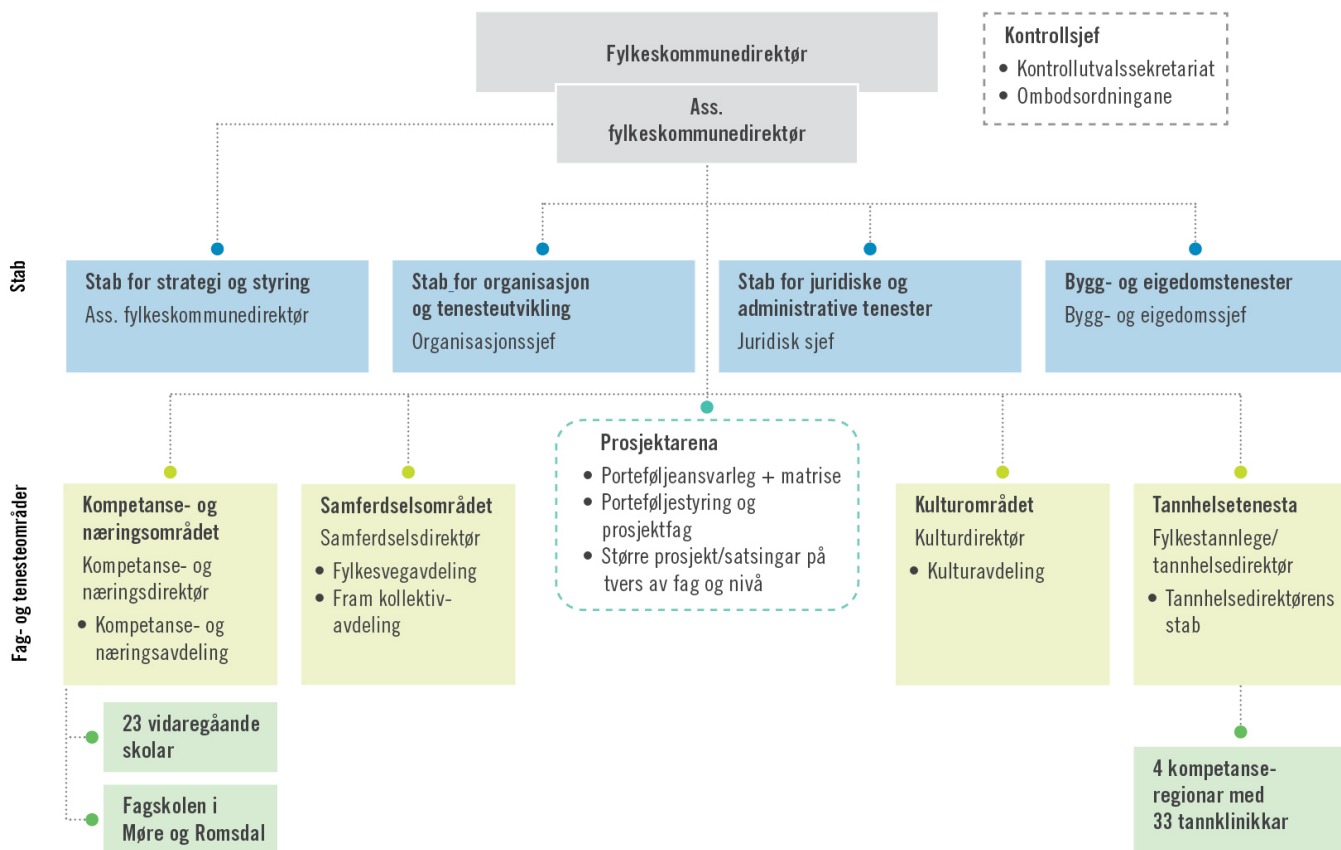 Fylkeskommunedirektør
Ass.
fylkeskommunedirektør
Kontrollsjef
• Kontrollutvalssekretariat
• Ombodsordningane
Stab
Stab for strategi og styring
Ass. fylkeskommunedirektør
Stab_for organisasjon
og tenesteutvikling
Organisasjonssjef
Stab for juridiske og
administrative tenester
Juridisk sjef
Bygg- og eigedomstenester
Bygg- og eigedomssjef
Fag- og tenesteområder
Kompetanse- og
næringsområdet
Kompetanse- og
næringsdirektør
• Kompetanse- og
næringsavdeling
23 vidaregåande
skolar
Fagskolen i
Møre og Romsdal
Samferdselsområdet
Samferdselsdirektør
• Fylkesvegavdeling
• Fram kollektiv-
avdeling
Prosjektarena
• Porteføljeansvarleg + matrise
• Porteføljestyring og
prosjektfag
• Større prosjekt/satsingar på
tvers av fag og nivå
Kulturområdet
Kulturdirektør
• Kulturavdeling
Tannhelsetenesta
Fylkestannlege/
tannhelsedirektør
• Tannhelsedirektørens
stab
4 kompetanse-
regionar med
33 tannklinikkar